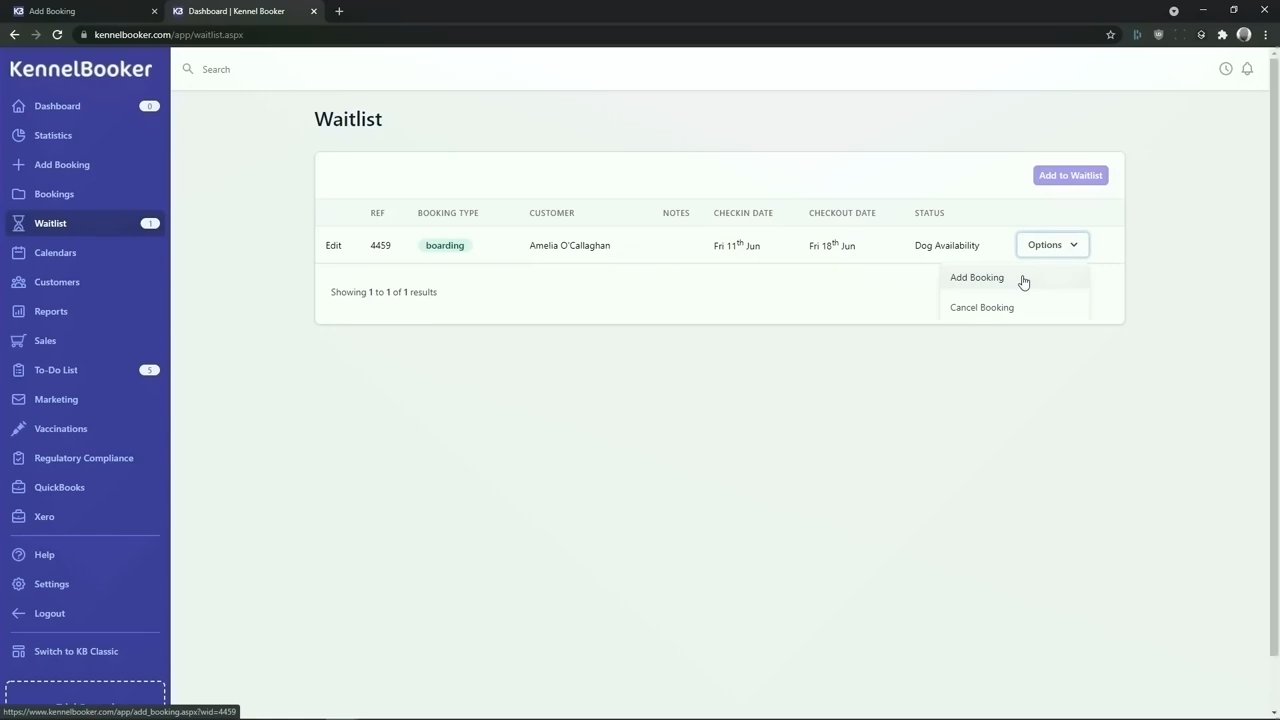 Add Booking
Dashboard | Kennel Booker
kennelbooker.com/app/waitlist.aspx
KennelBooker
Search
Dashboard 0
Statistics
Add Booking
Bookings
Waitlist 1
Calendars
Customers
Reports
Sales
To-Do List 5
Marketing
Vaccinations
Regulatory Compliance
QuickBooks
Xero
Help
Settings
Logout
Switch to KB Classic
Waitlist
Add to Waitlist
REF BOOKING TYPE CUSTOMER NOTES CHECKIN DATE CHECKOUT DATE STATUS
Edit 4459 boarding Amelia O'Callaghan Fri 11th Jun Fri 18th Jun Dog Availability Options
Add Booking
Cancel Booking
Showing 1 to 1 of 1 results
https://www.kennelbooker.com/app/add_booking.aspx?wid=4459